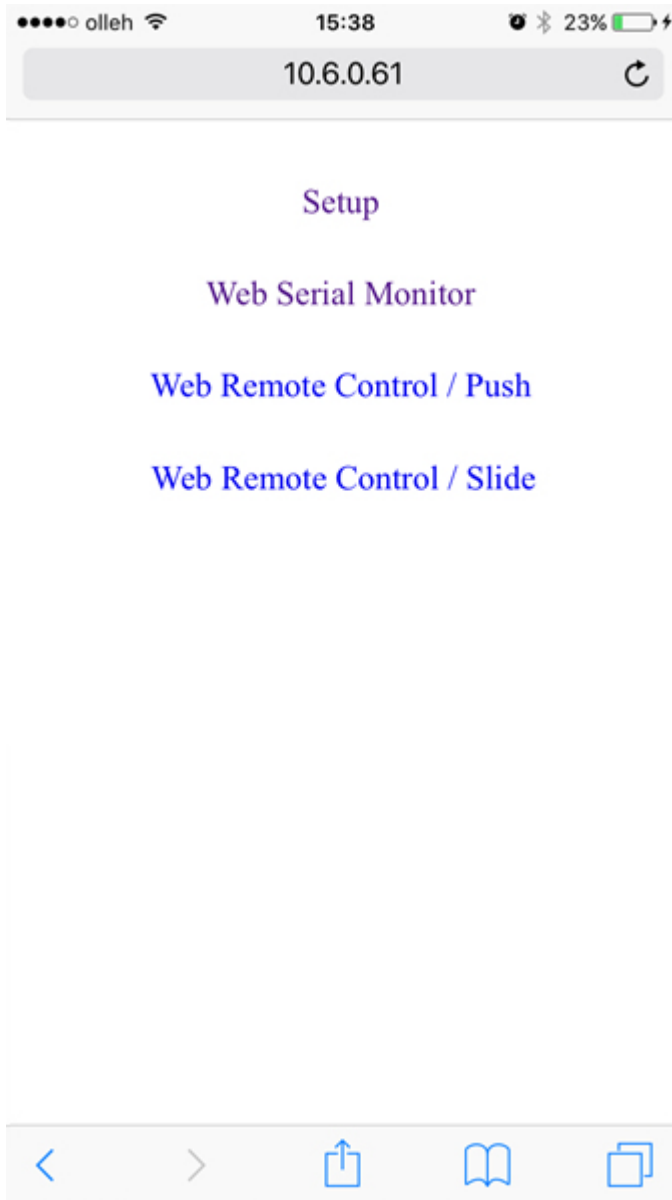 olleh 15:38 23%
10.6.0.61
Setup
Web Serial Monitor
Web Remote Control / Push
Web Remote Control / Slide